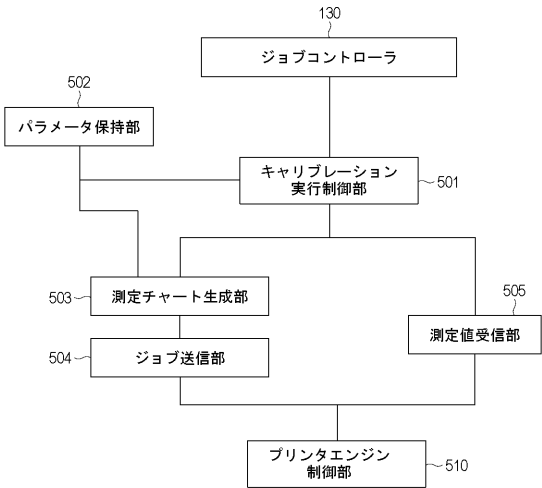 130
ジョブコントローラ
502
パラメータ保持部
キャリブレーション
実行制御部
501
503
測定チャート生成部
505
測定値受信部
504
ジョブ送信部
プリンタエンジン
制御部
510